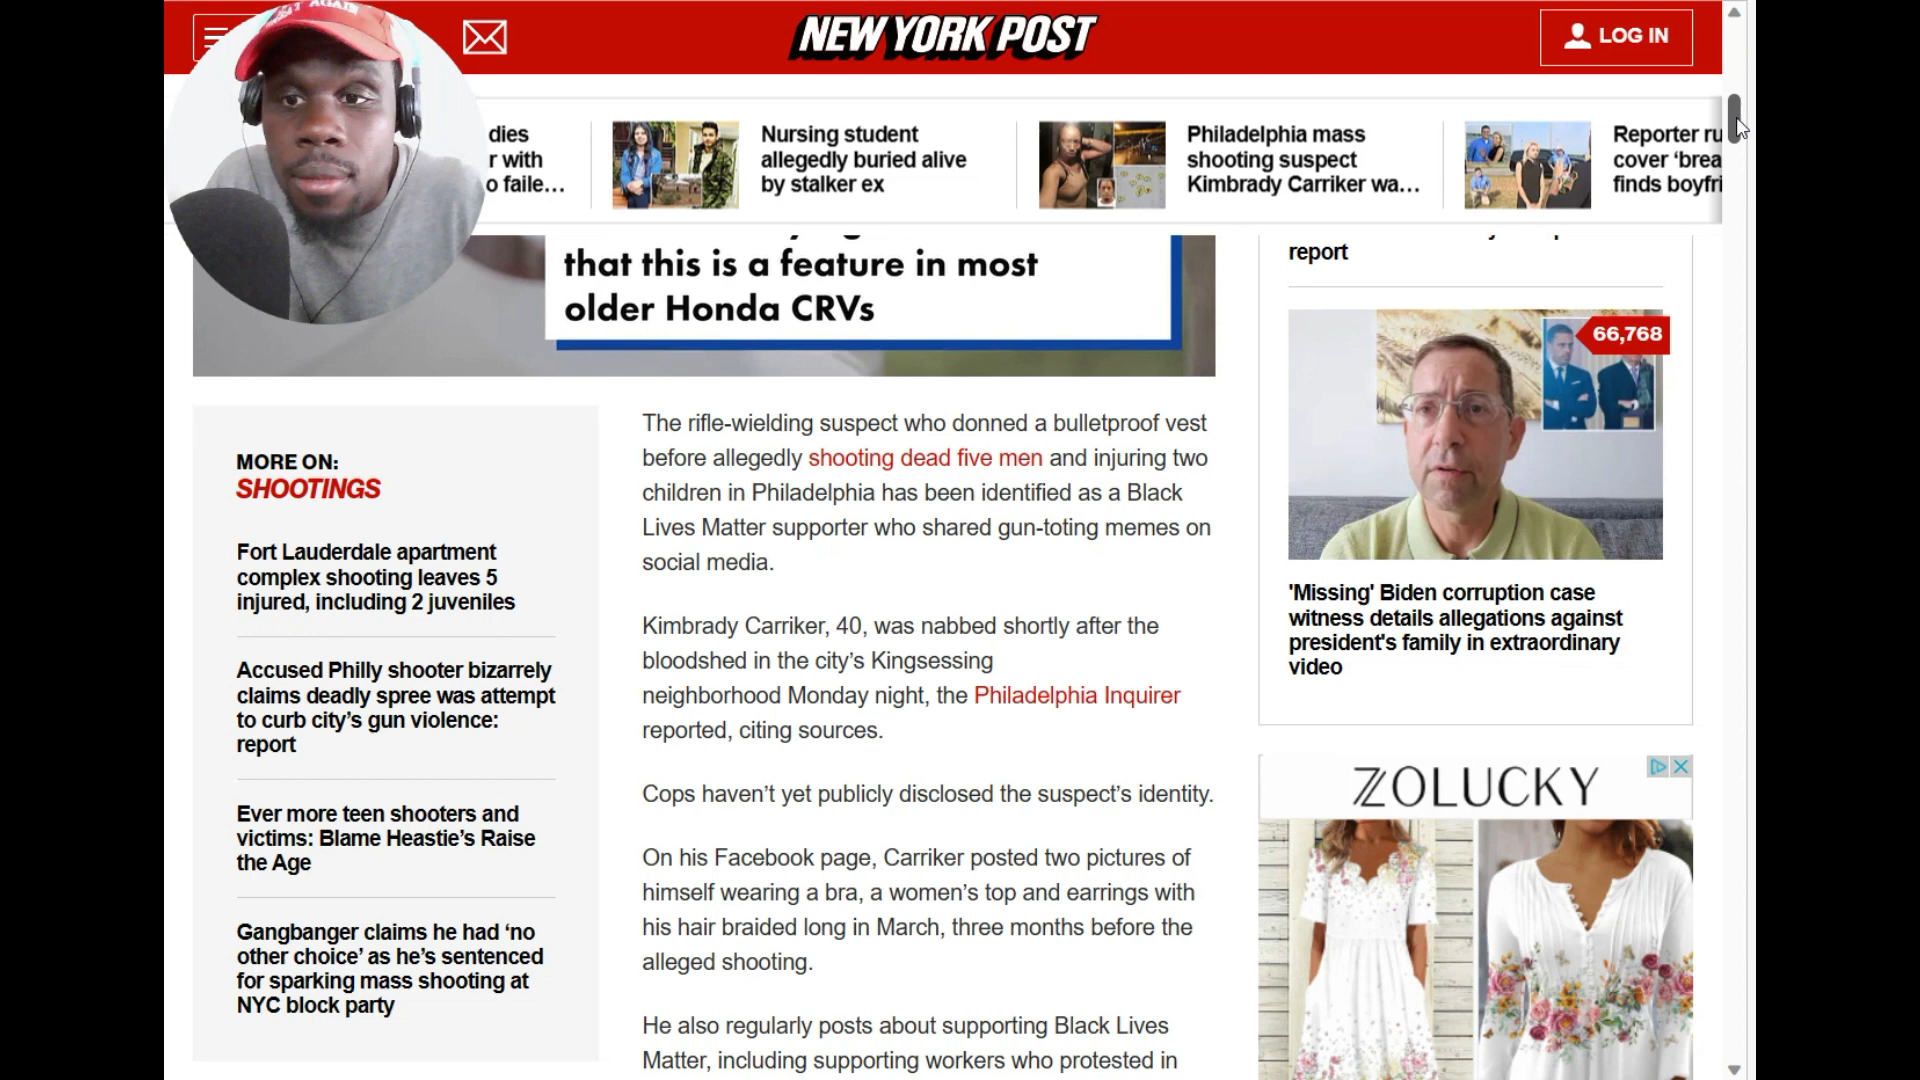 AGAIN
NEW YORK POST
LOG IN
dies
r with
o faile...
Nursing student
allegedly buried alive
by stalker ex
Philadelphia mass
shooting suspect
Kimbrady Carriker wa...
Reporter ru
cover ‘brea
finds boyfri
that this is a feature in most
older Honda CRVs
MORE ON:
SHOOTINGS
Fort Lauderdale apartment
complex shooting leaves 5
injured, including 2 juveniles
Accused Philly shooter bizarrely
claims deadly spree was attempt
to curb city’s gun violence:
report
Ever more teen shooters and
victims: Blame Heastie’s Raise
the Age
Gangbanger claims he had ‘no
other choice’ as he’s sentenced
for sparking mass shooting at
NYC block party
The rifle-wielding suspect who donned a bulletproof vest
before allegedly shooting dead five men and injuring two
children in Philadelphia has been identified as a Black
Lives Matter supporter who shared gun-toting memes on
social media.
Kimbrady Carriker, 40, was nabbed shortly after the
bloodshed in the city’s Kingsessing
neighborhood Monday night, the Philadelphia Inquirer
reported, citing sources.
Cops haven’t yet publicly disclosed the suspect’s identity.
On his Facebook page, Carriker posted two pictures of
himself wearing a bra, a women’s top and earrings with
his hair braided long in March, three months before the
alleged shooting.
He also regularly posts about supporting Black Lives
Matter, including supporting workers who protested in
report
66,768
'Missing' Biden corruption case
witness details allegations against
president's family in extraordinary
video
ZOLUCKY